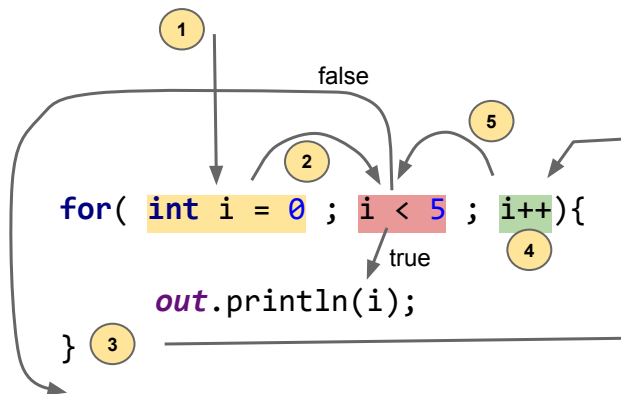 1
false
2
5
for( int i = 0 ; i < 5 ; i++){
4
true
out.println(i);
} 3